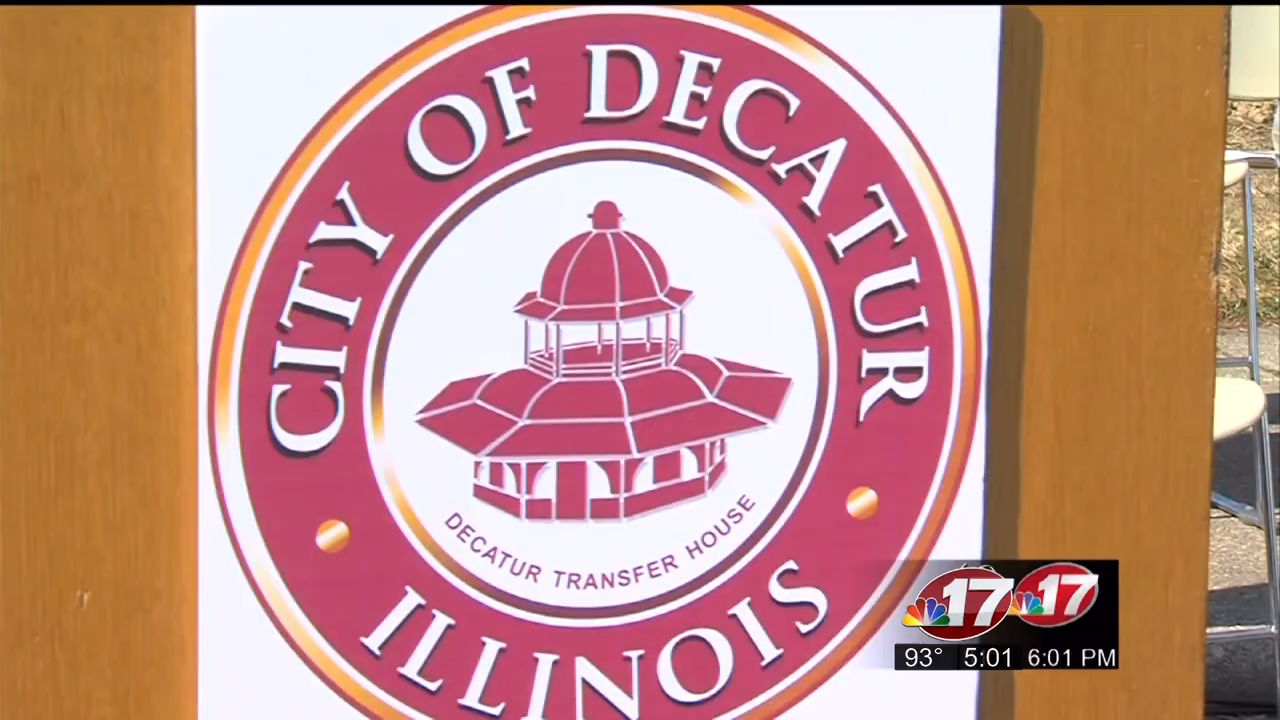 CITY OF DECATUR
DECATUR TRANSFER HOUSE
ILLINOIS
17 17
93° 5:01 6:01 PM